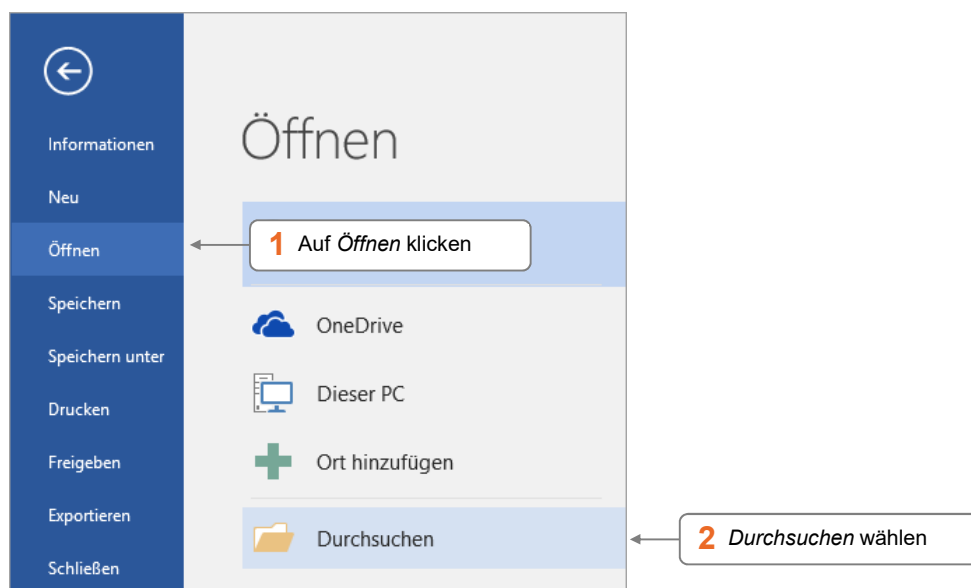 Informationen
Neu
Öffnen
Speichern
Speichern unter
Drucken
Freigeben
Exportieren
Schließen
Öffnen
1 Auf Öffnen klicken
OneDrive
Dieser PC
Ort hinzufügen
Durchsuchen
2 Durchsuchen wählen